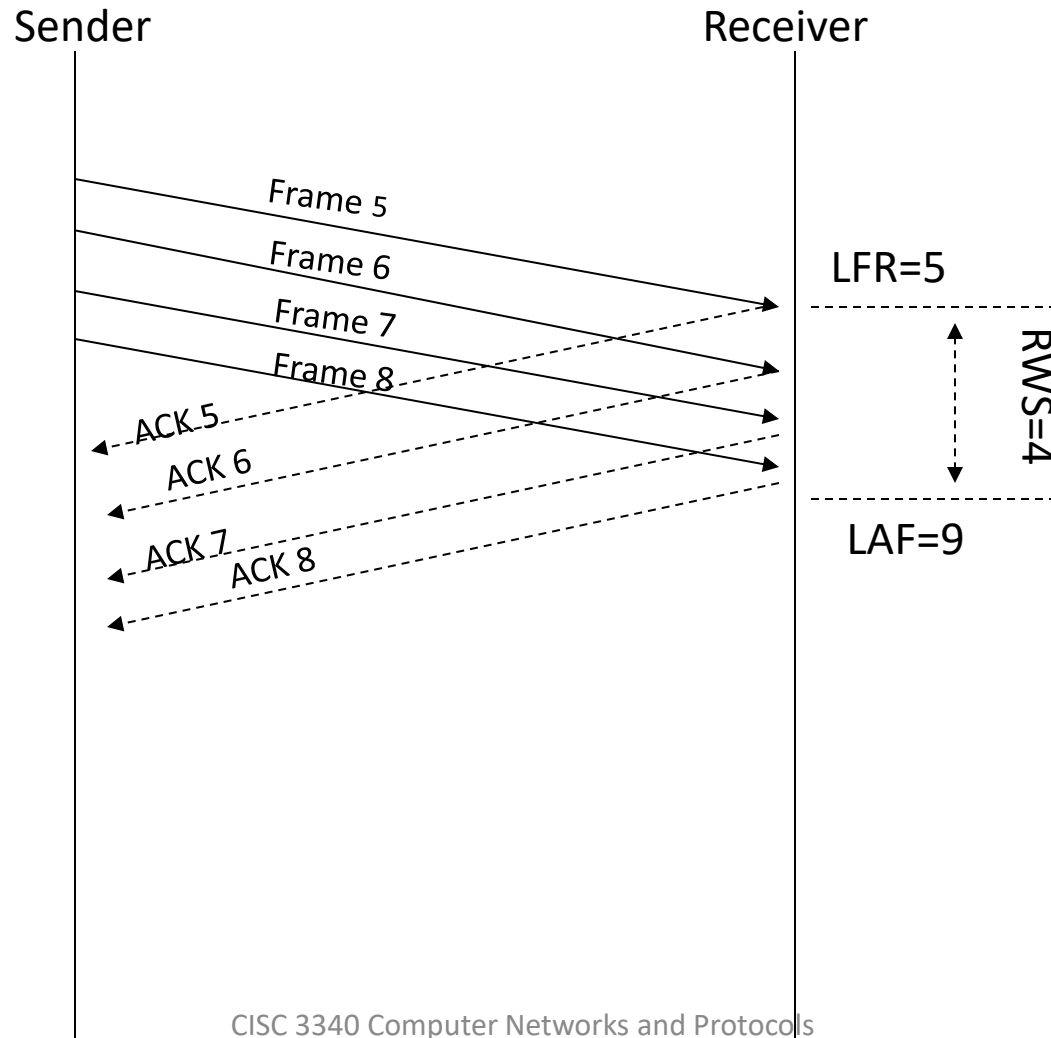 Sender
Receiver
Frame 5
Frame 6
Frame 7
Frame 8
ACK 5
ACK 6
ACK 7
ACK 8
LFR=5
RWS=4
LAF=9
CISC 3340 Computer Networks and Protocols